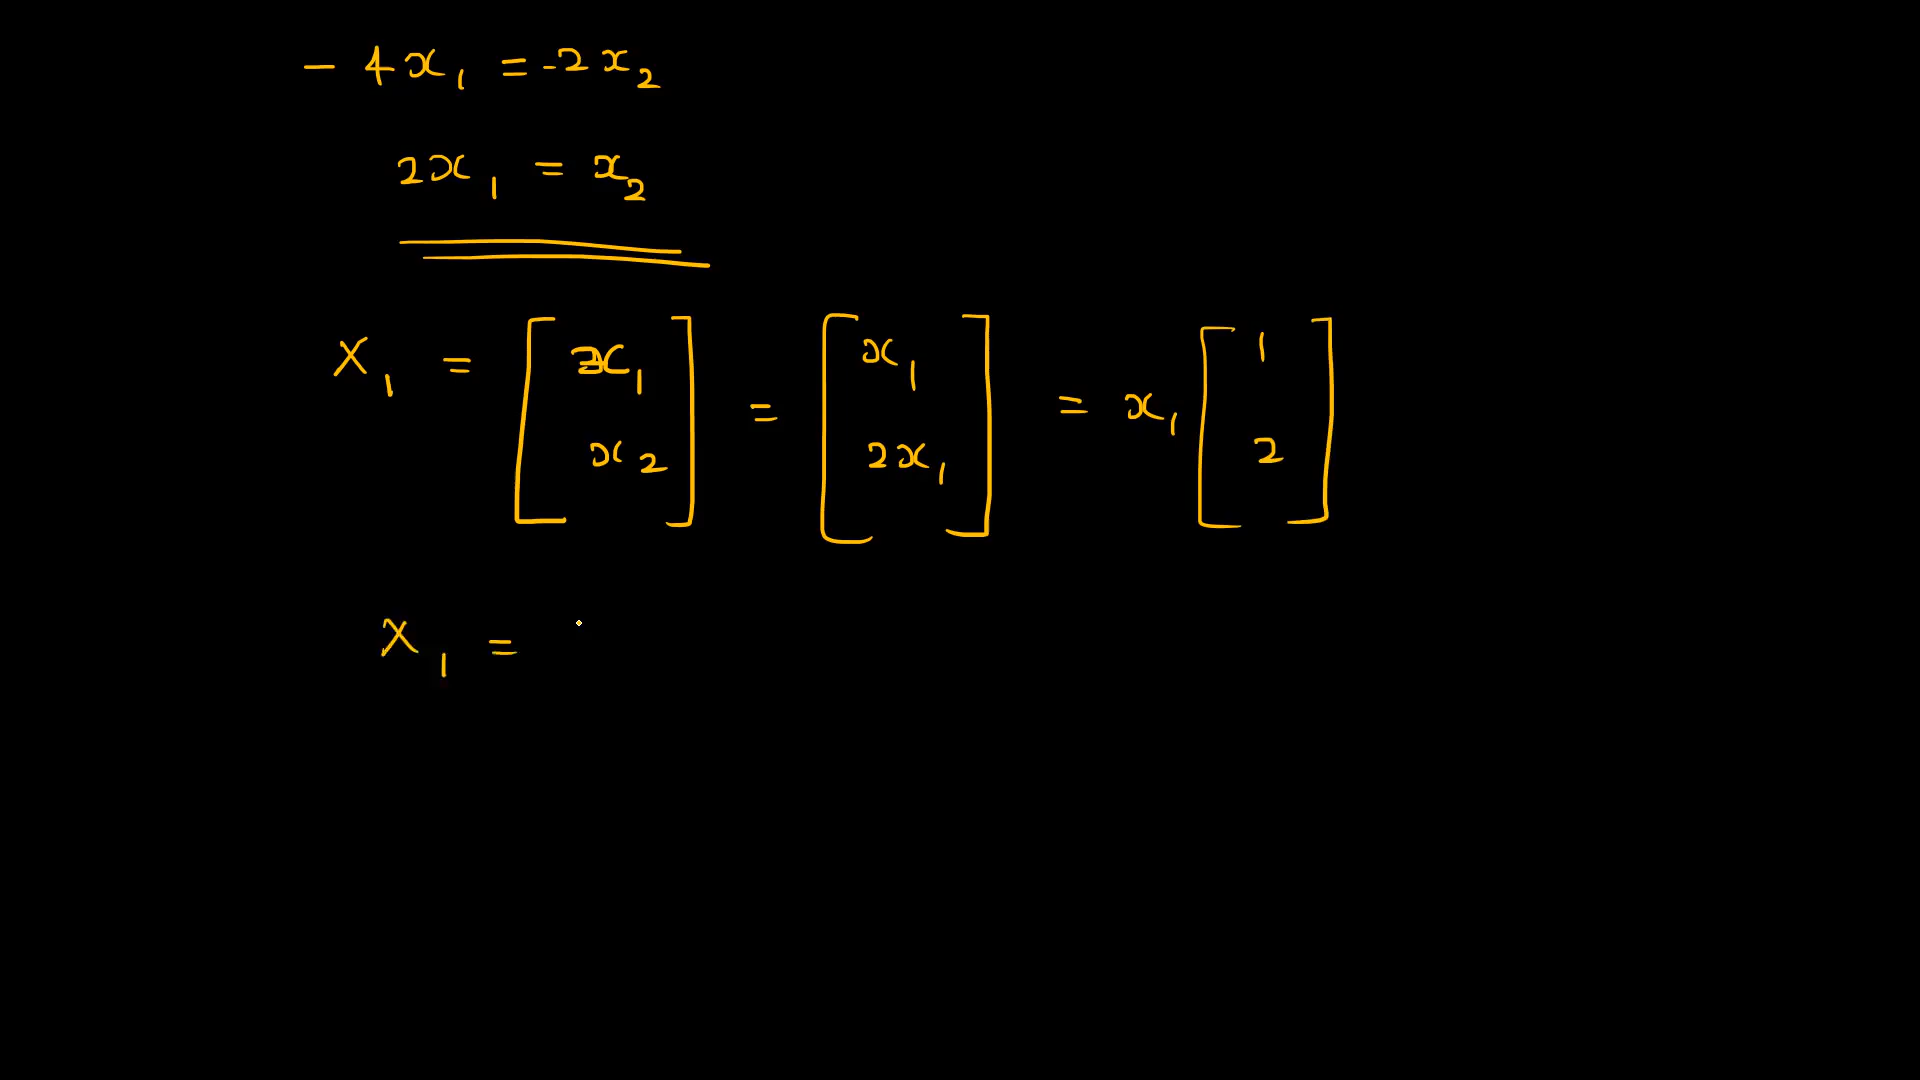 - 4x₁ = -2x₂
2x₁ = x₂
X₁ = [x₁ x₂] = [x₁ 2x₁] = x₁ [1 2]
X₁ =